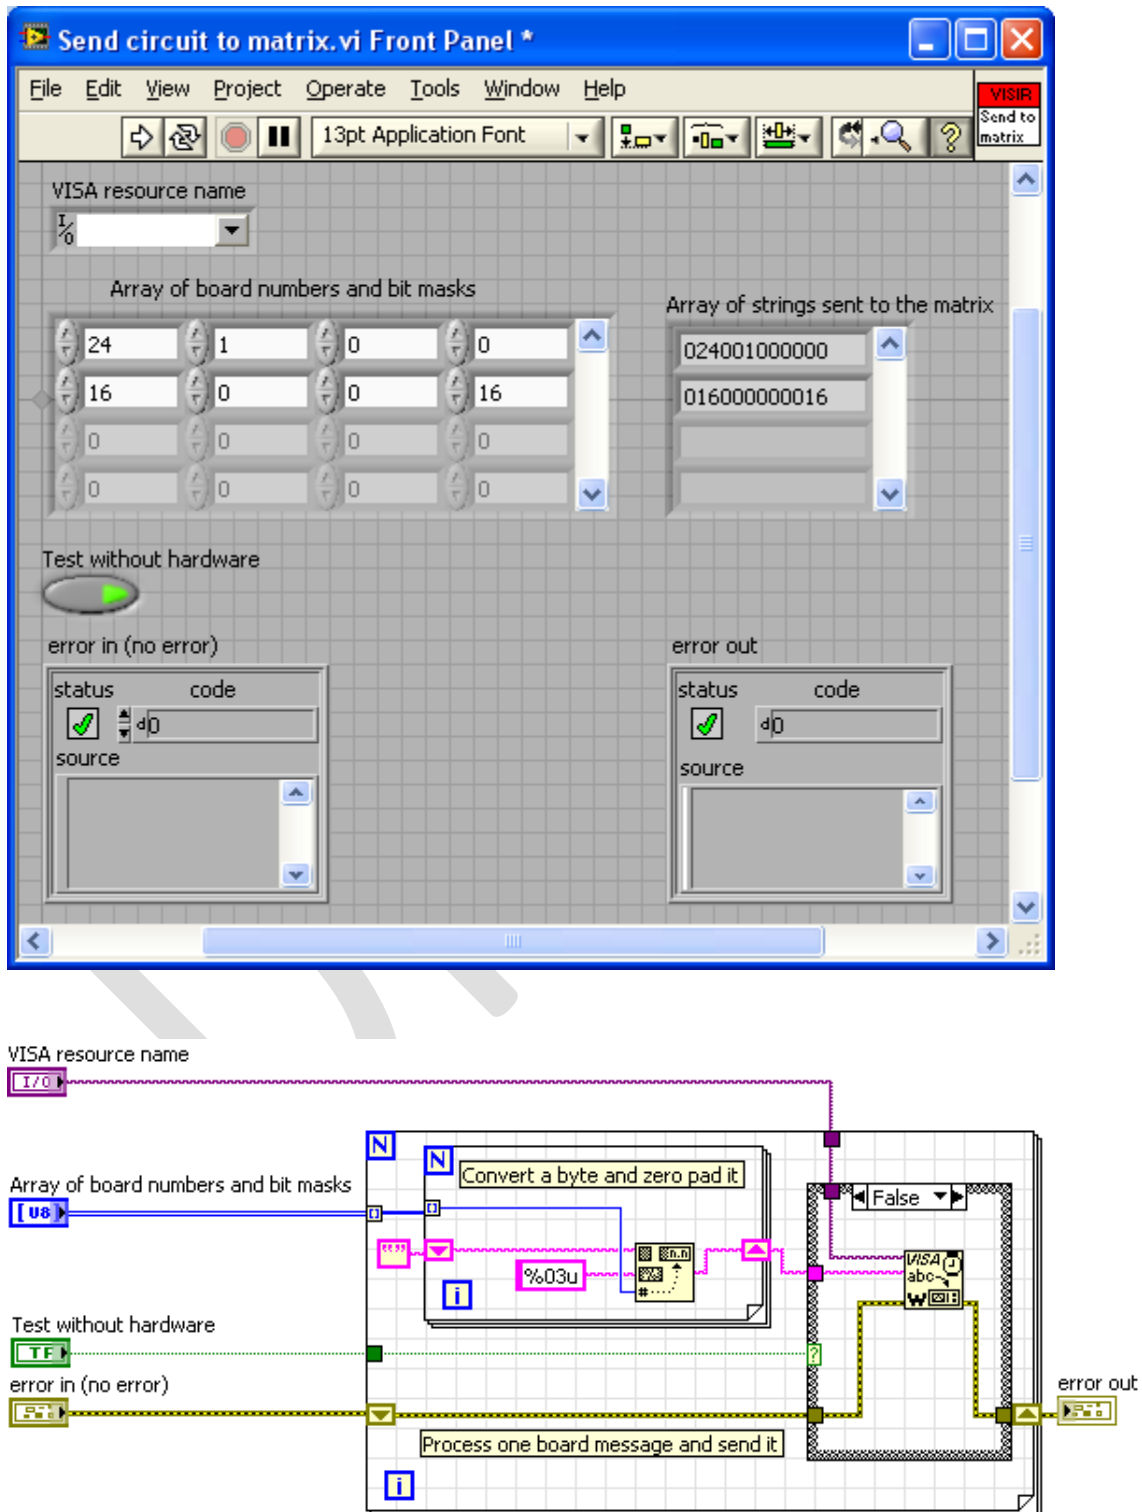 Send circuit to matrix.vi Front Panel *
File Edit View Project Operate Tools Window Help
VISIR
Send to
matrix
13pt Application Font
?
VISA resource name
I/O
Array of board numbers and bit masks
Array of strings sent to the matrix
24 1 0 0
024001000000
16 0 0 16
016000000016
0 0 0 0
0 0 0 0
Test without hardware
error in (no error)
error out
status code
status code
d0
d0
source
source
VISA resource name
I/O
N
N
Convert a byte and zero pad it
Array of board numbers and bit masks
[U8]
False
""
%03u
n.n
#
VISA
abc
W
i
Test without hardware
TF
?
error in (no error)
error out
Process one board message and send it
i